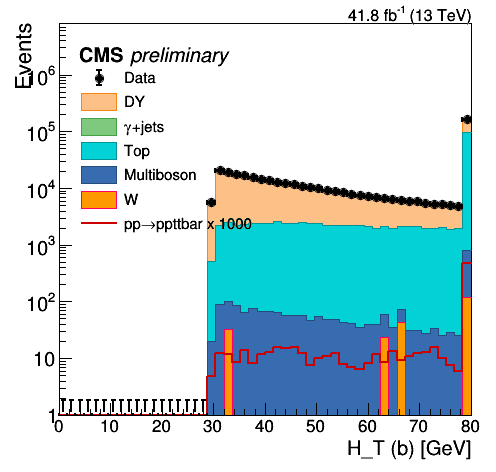 41.8 fb⁻¹ (13 TeV)
Events
CMS preliminary
Data
DY
γ+jets
Top
Multiboson
W
pp→ppttbar x 1000
10⁶
10⁵
10⁴
10³
10²
10
1
0 10 20 30 40 50 60 70 80
H_T (b) [GeV]